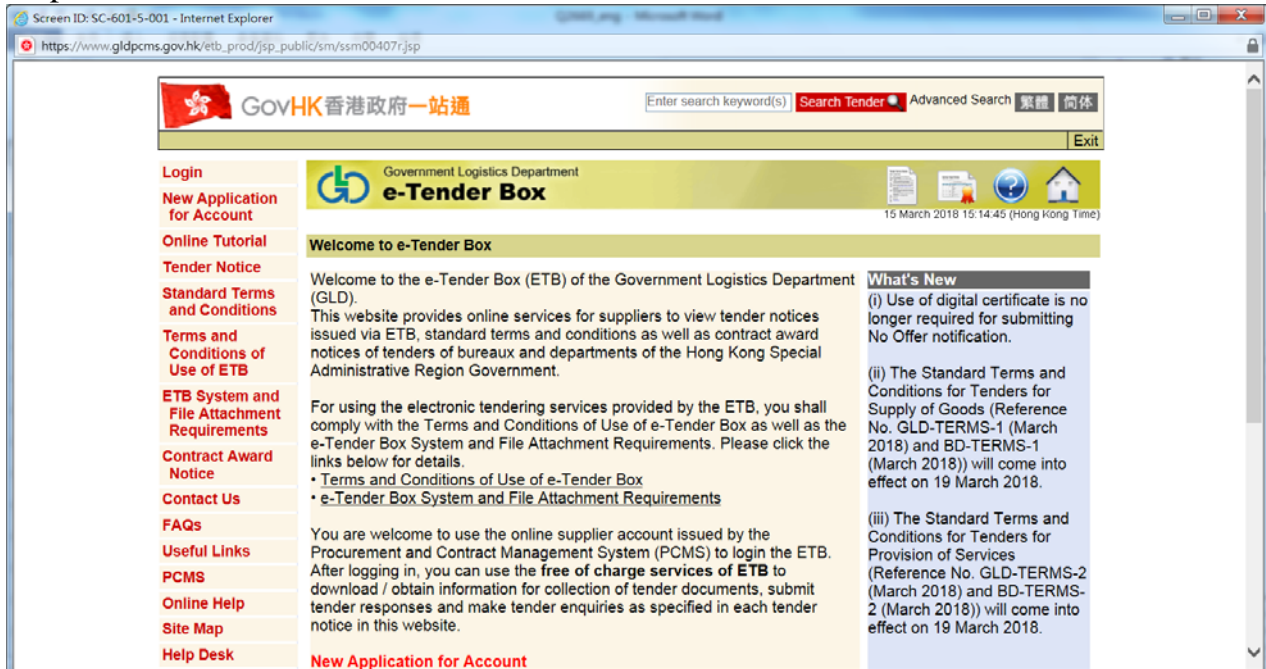 Screen ID: SC-601-5-001 - Internet Explorer
https://www.gldpcms.gov.hk/etb_prod/jsp_public/sm/ssm00407r.jsp
GovHK香港政府一站通
Enter search keyword(s)
Search Tender
Advanced Search
繁體
简体
Exit
Login
New Application
for Account
Online Tutorial
Tender Notice
Standard Terms
and Conditions
Terms and
Conditions of
Use of ETB
ETB System and
File Attachment
Requirements
Contract Award
Notice
Contact Us
FAQs
Useful Links
PCMS
Online Help
Site Map
Help Desk
Government Logistics Department
e-Tender Box
15 March 2018 15:14:45 (Hong Kong Time)
Welcome to e-Tender Box
Welcome to the e-Tender Box (ETB) of the Government Logistics Department
(GLD).
This website provides online services for suppliers to view tender notices
issued via ETB, standard terms and conditions as well as contract award
notices of tenders of bureaux and departments of the Hong Kong Special
Administrative Region Government.
For using the electronic tendering services provided by the ETB, you shall
comply with the Terms and Conditions of Use of e-Tender Box as well as the
e-Tender Box System and File Attachment Requirements. Please click the
links below for details.
• Terms and Conditions of Use of e-Tender Box
• e-Tender Box System and File Attachment Requirements
You are welcome to use the online supplier account issued by the
Procurement and Contract Management System (PCMS) to login the ETB.
After logging in, you can use the free of charge services of ETB to
download / obtain information for collection of tender documents, submit
tender responses and make tender enquiries as specified in each tender
notice in this website.
New Application for Account
What's New
(i) Use of digital certificate is no
longer required for submitting
No Offer notification.
(ii) The Standard Terms and
Conditions for Tenders for
Supply of Goods (Reference
No. GLD-TERMS-1 (March
2018) and BD-TERMS-1
(March 2018)) will come into
effect on 19 March 2018.
(iii) The Standard Terms and
Conditions for Tenders for
Provision of Services
(Reference No. GLD-TERMS-2
(March 2018) and BD-TERMS-
2 (March 2018)) will come into
effect on 19 March 2018.